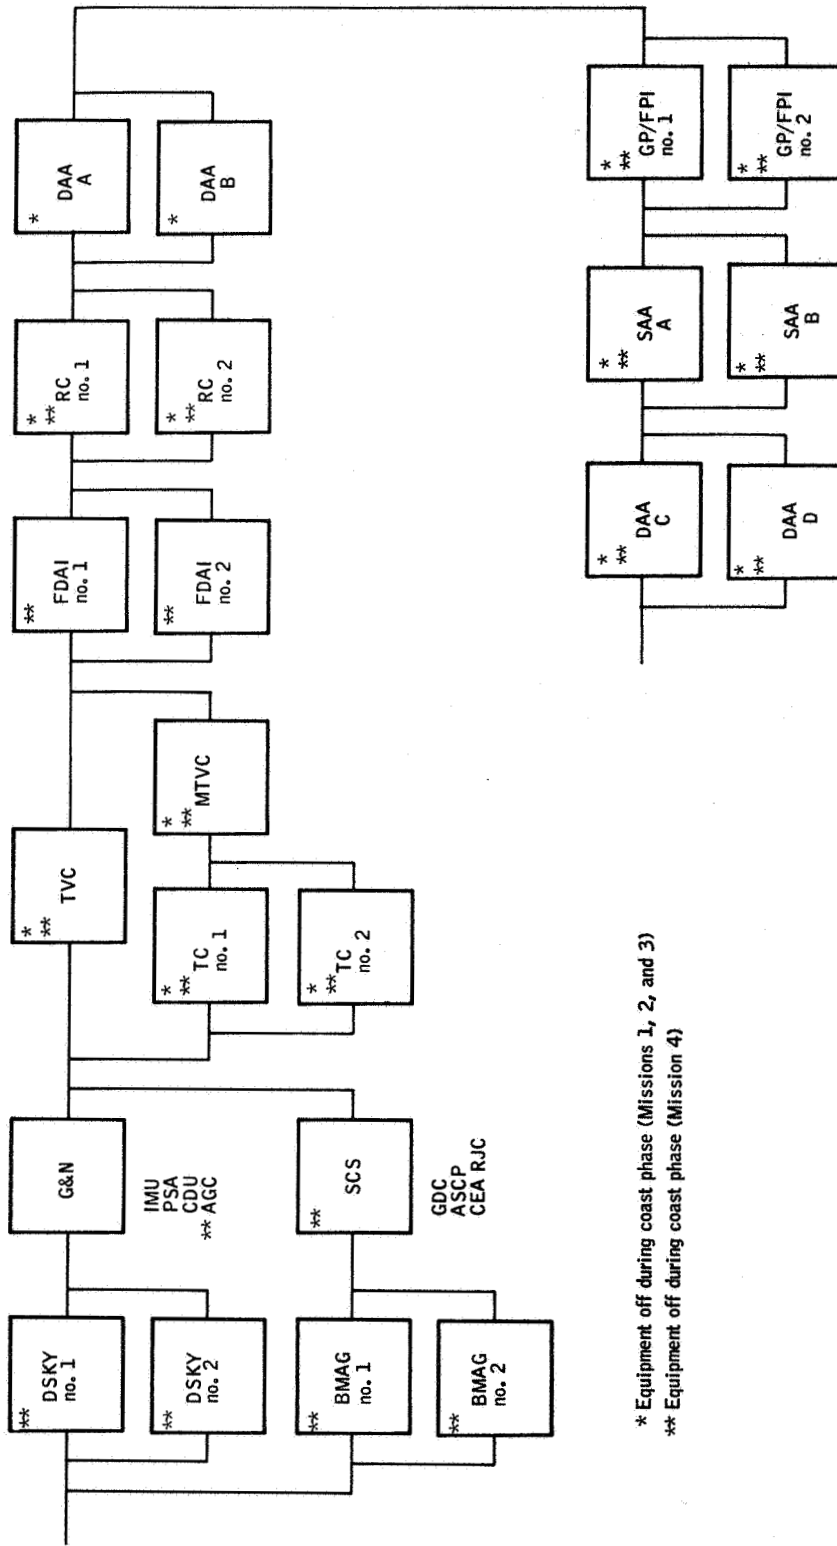 **
DSKY
no. 1
**
DSKY
no. 2
G&N
IMU
PSA
CDU
** AGC
**
BMAG
no. 1
**
BMAG
no. 2
**
SCS
GDC
ASCP
CEA RJC
*
**
TVC
*
**TC
no. 1
*
**TC
no. 2
*
** MTVC
**
FDAI
no. 1
**
FDAI
no. 2
*
** RC
no. 1
*
** RC
no. 2
*
DAA
A
*
DAA
B
*
**
DAA
C
*
**
DAA
D
*
**
SAA
A
*
**
SAA
B
*
**
GP/FPI
no. 1
*
**
GP/FPI
no. 2
* Equipment off during coast phase (Missions 1, 2, and 3)
** Equipment off during coast phase (Mission 4)